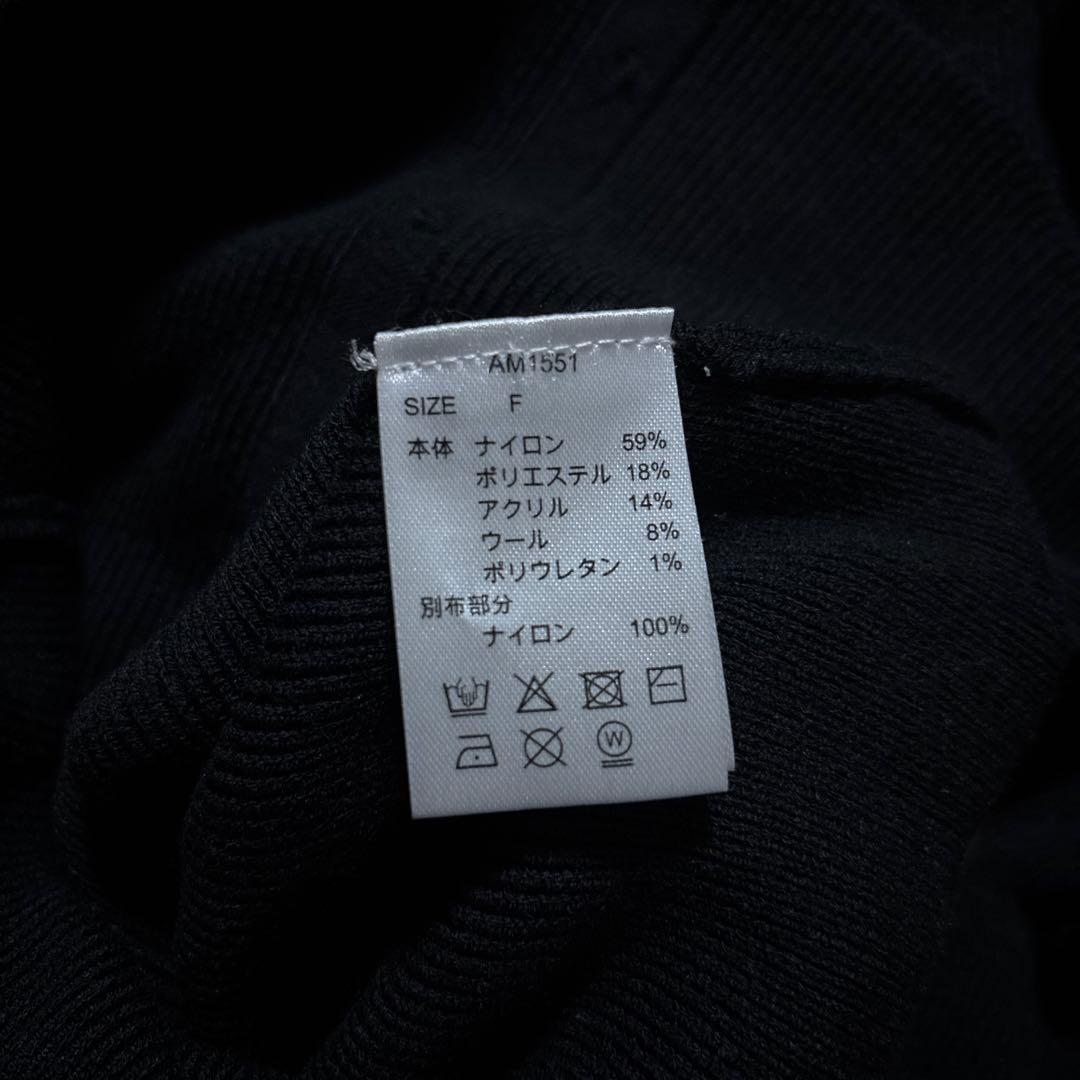 AM1551
SIZE F
本体 ナイロン 59%
ポリエステル 18%
アクリル 14%
ウール 8%
ポリウレタン 1%
別布部分
ナイロン 100%
W